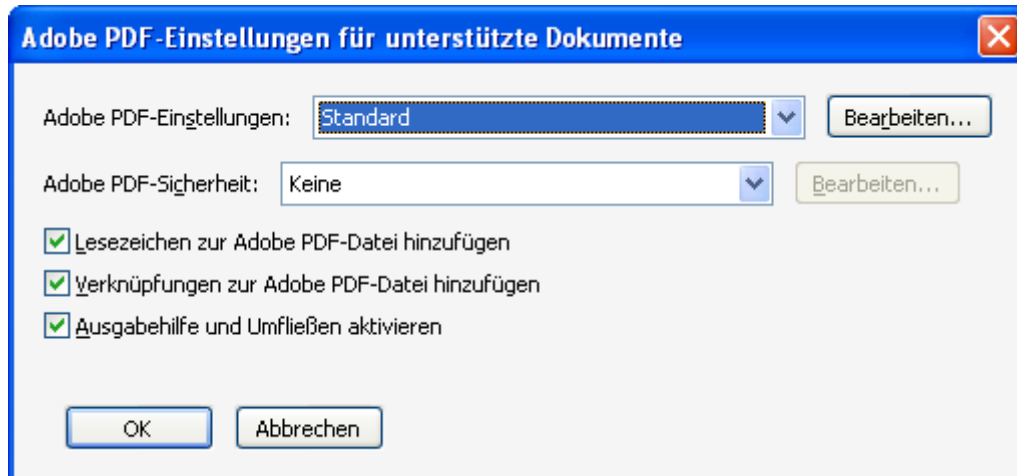 Adobe PDF-Einstellungen für unterstützte Dokumente
Adobe PDF-Einstellungen: Standard Bearbeiten...
Adobe PDF-Sicherheit: Keine Bearbeiten...
Lesezeichen zur Adobe PDF-Datei hinzufügen
Verknüpfungen zur Adobe PDF-Datei hinzufügen
Ausgabehilfe und Umfließen aktivieren
OK Abbrechen